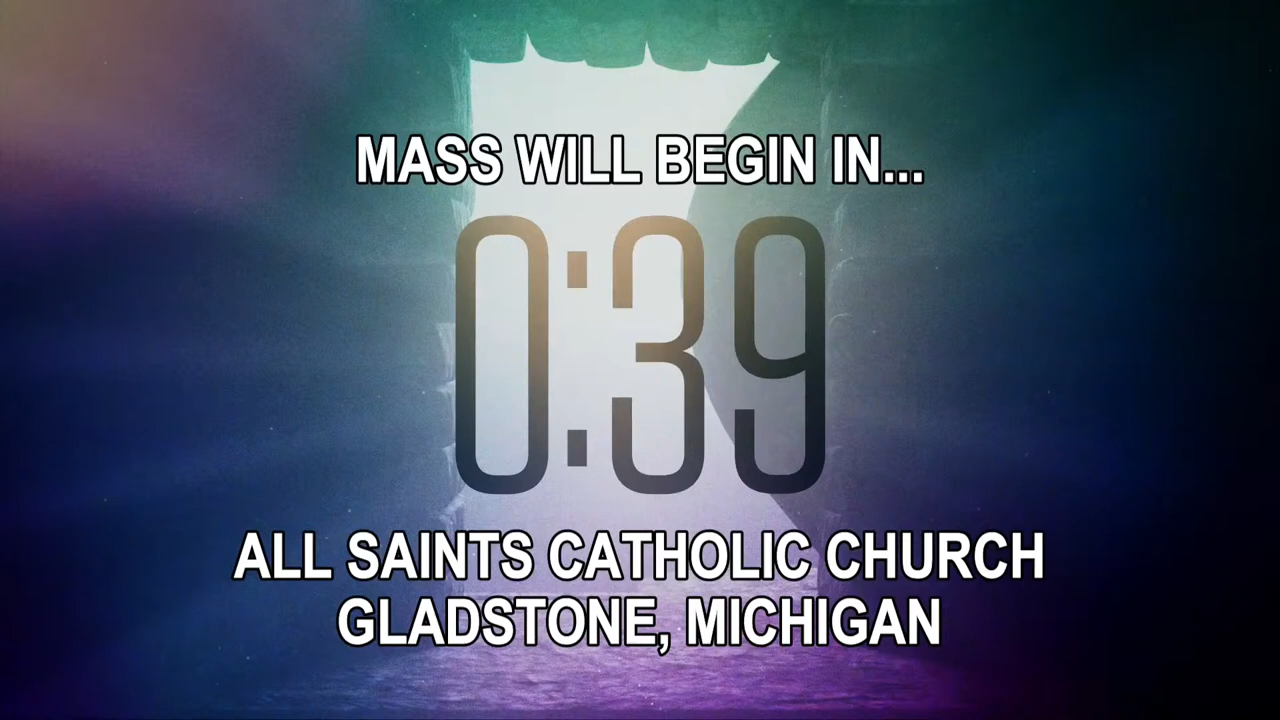 MASS WILL BEGIN IN...
0:39
ALL SAINTS CATHOLIC CHURCH
GLADSTONE, MICHIGAN